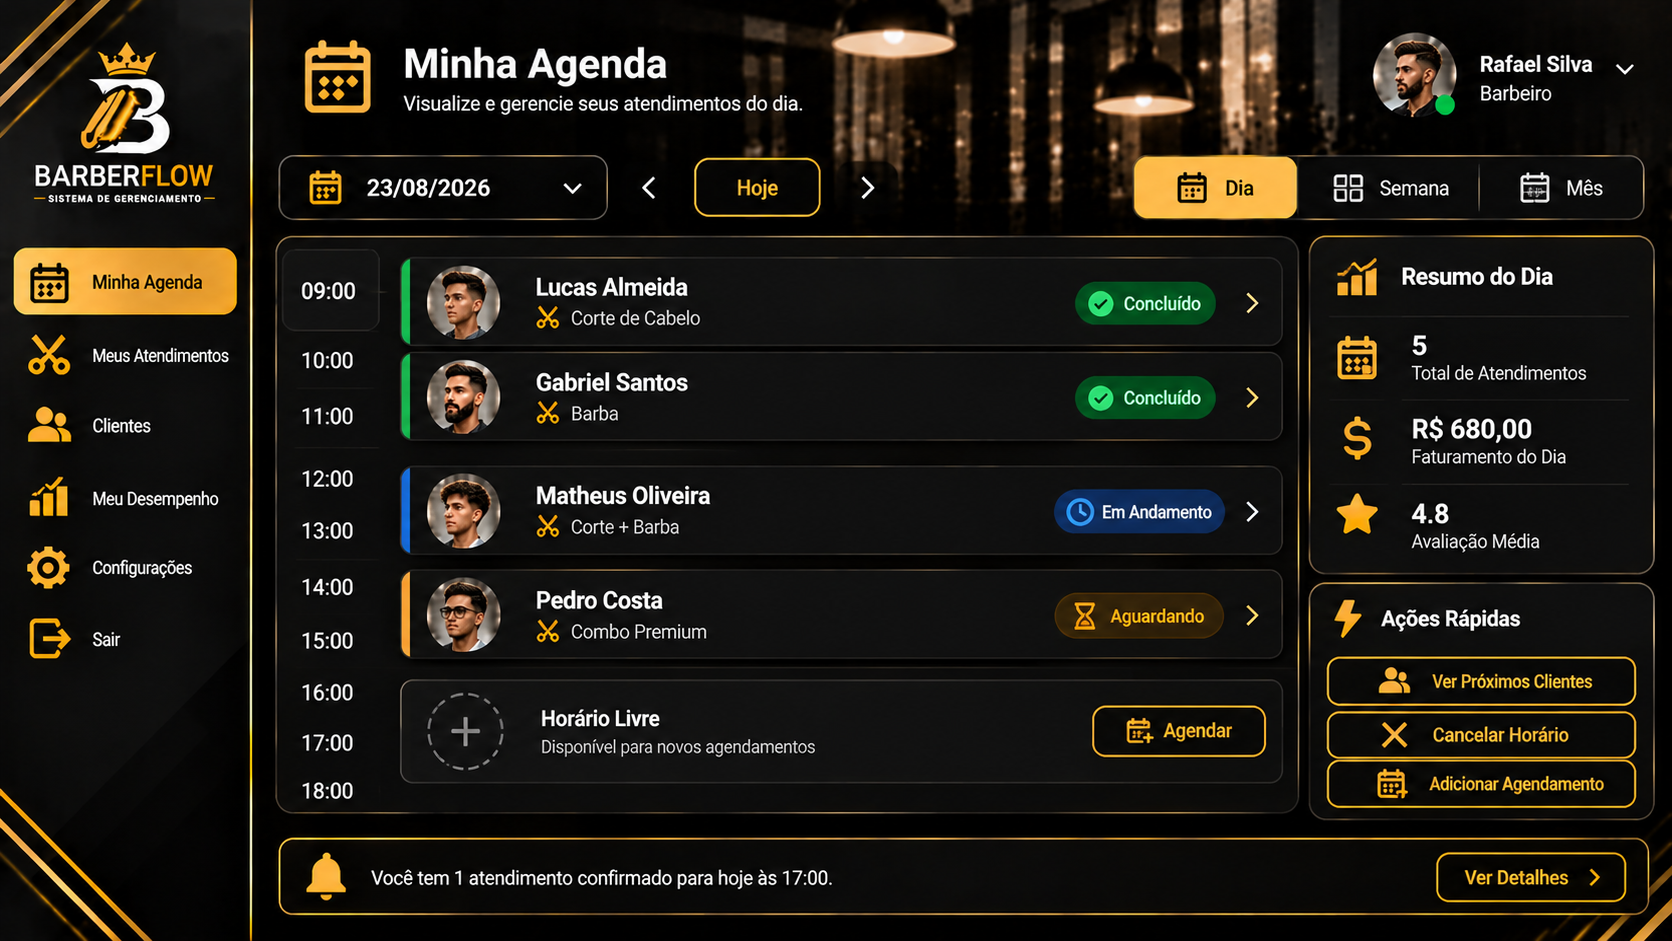 BARBERFLOW
SISTEMA DE GERENCIAMENTO
Minha Agenda
Meus Atendimentos
Clientes
Meu Desempenho
Configurações
Sair
Minha Agenda
Visualize e gerencie seus atendimentos do dia.
Rafael Silva
Barbeiro
23/08/2026
Hoje
Dia
Semana
Mês
09:00
10:00
11:00
12:00
13:00
14:00
15:00
16:00
17:00
18:00
Lucas Almeida
Corte de Cabelo
Concluído
Gabriel Santos
Barba
Concluído
Matheus Oliveira
Corte + Barba
Em Andamento
Pedro Costa
Combo Premium
Aguardando
Horário Livre
Disponível para novos agendamentos
Agendar
Resumo do Dia
5
Total de Atendimentos
R$ 680,00
Faturamento do Dia
4.8
Avaliação Média
Ações Rápidas
Ver Próximos Clientes
Cancelar Horário
Adicionar Agendamento
Você tem 1 atendimento confirmado para hoje às 17:00.
Ver Detalhes